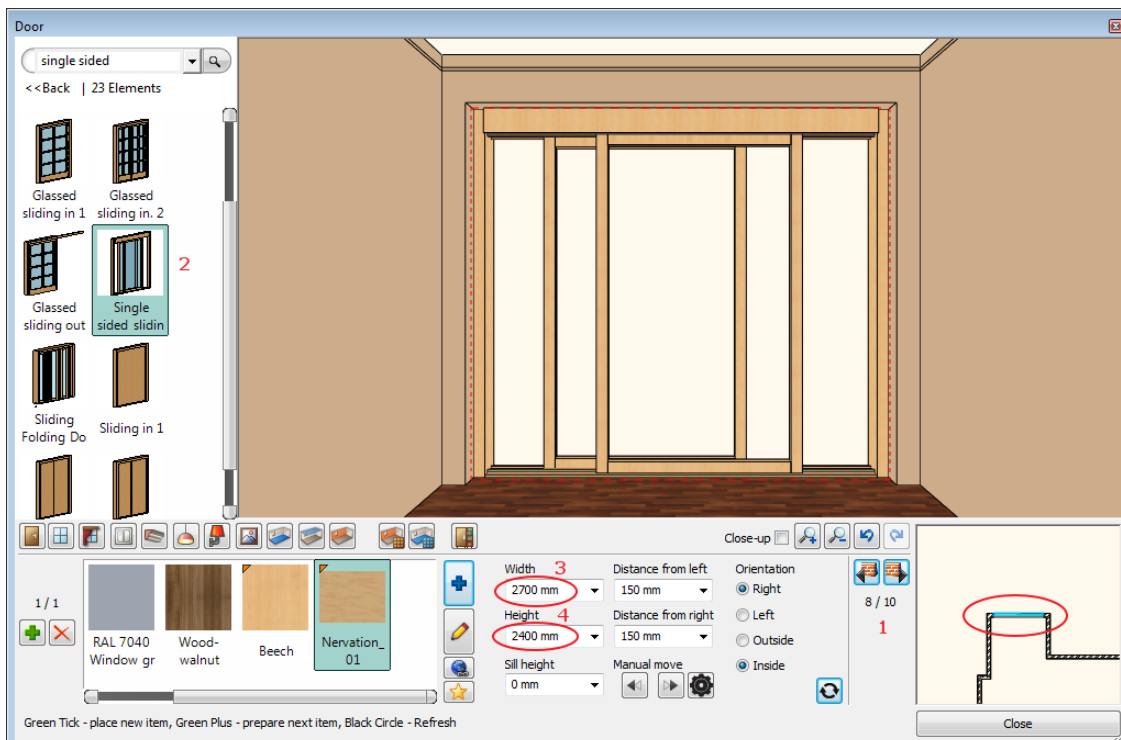 Door
single sided
<<Back | 23 Elements
Glassed
sliding in 1
Glassed
sliding in. 2
2
Glassed
sliding out
Single
sided slidin
Sliding
Folding Do
Sliding in 1
Close-up
1 / 1
RAL 7040
Window gr
Wood-
walnut
Beech
Nervation_
01
Width 3
2700 mm
Height 4
2400 mm
Sill height
0 mm
Distance from left
150 mm
Distance from right
150 mm
Manual move
Orientation
Right
Left
Outside
Inside
8 / 10
1
Green Tick - place new item, Green Plus - prepare next item, Black Circle - Refresh
Close